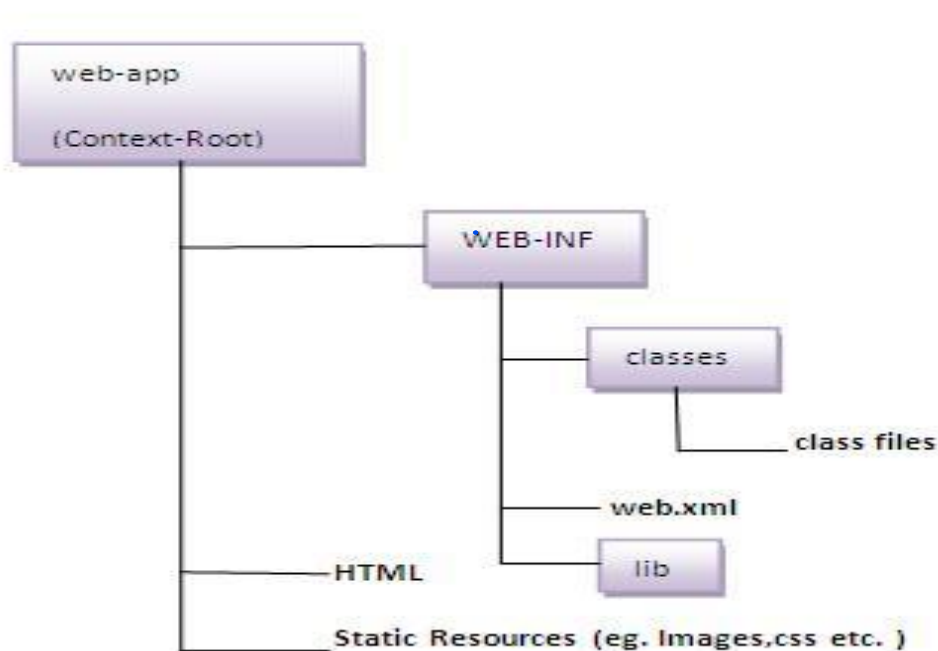 web-app
(Context-Root)
WEB-INF
classes
class files
web.xml
lib
HTML
Static Resources (eg. Images,css etc. )